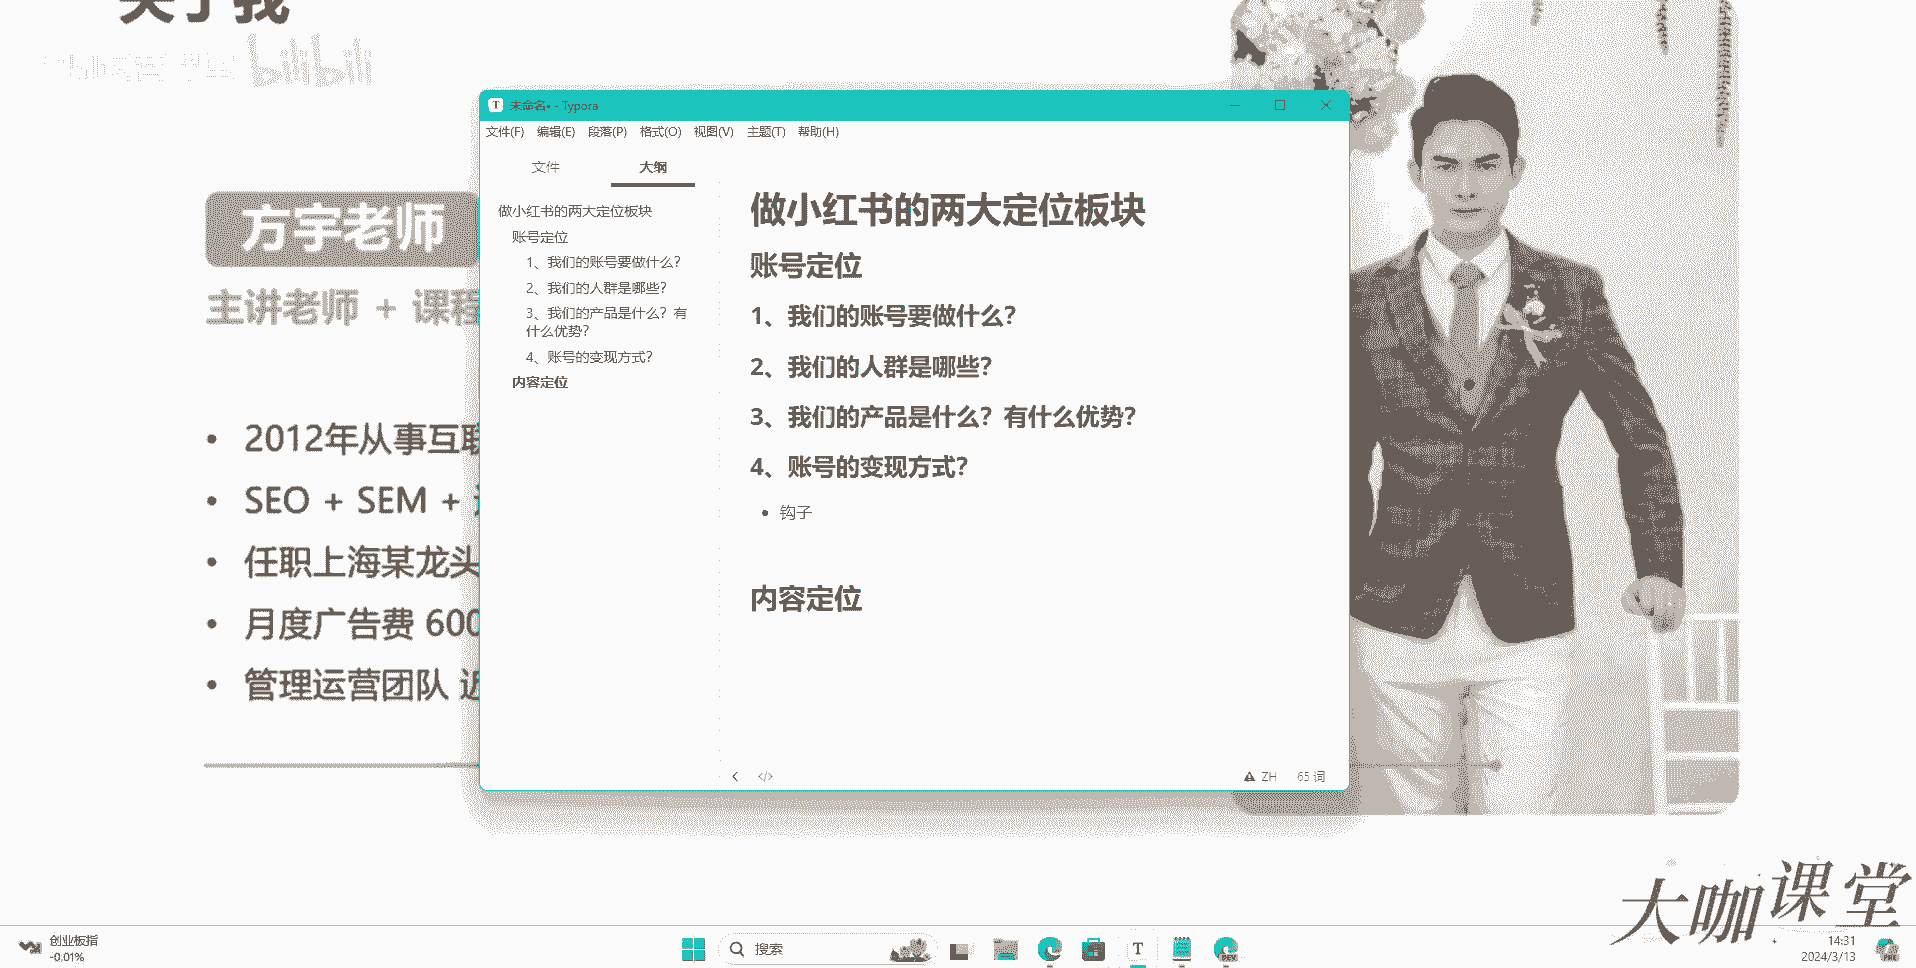 关于我
bilibili
方宇老师
主讲老师 + 课程
• 2012年从事互联
• SEO + SEM +
• 任职上海某龙头
• 月度广告费 600
• 管理运营团队 近
未命名• - Typora
文件(F) 编辑(E) 段落(P) 格式(O) 视图(V) 主题(T) 帮助(H)
文件 大纲
做小红书的两大定位板块
账号定位
1、我们的账号要做什么?
2、我们的人群是哪些?
3、我们的产品是什么? 有
什么优势?
4、账号的变现方式?
内容定位
做小红书的两大定位板块
账号定位
1、我们的账号要做什么?
2、我们的人群是哪些?
3、我们的产品是什么? 有什么优势?
4、账号的变现方式?
• 钩子
内容定位
</> ZH 65 词
大咖课堂
创业板指
-0.01%
搜索
T
DEV
14:31
2024/3/13
PRE